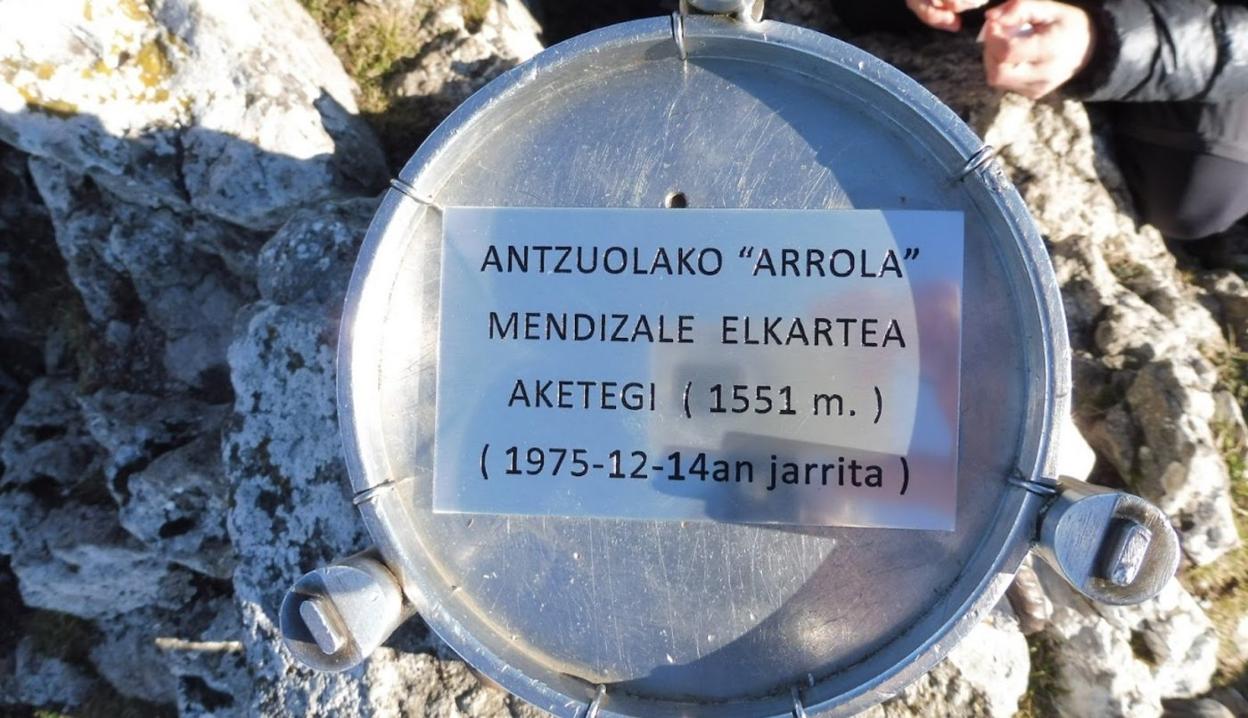 ANTZUOLAKO “ARROLA”
MENDIZALE ELKARTEA
AKETEGI ( 1551 m. )
( 1975-12-14an jarrita )